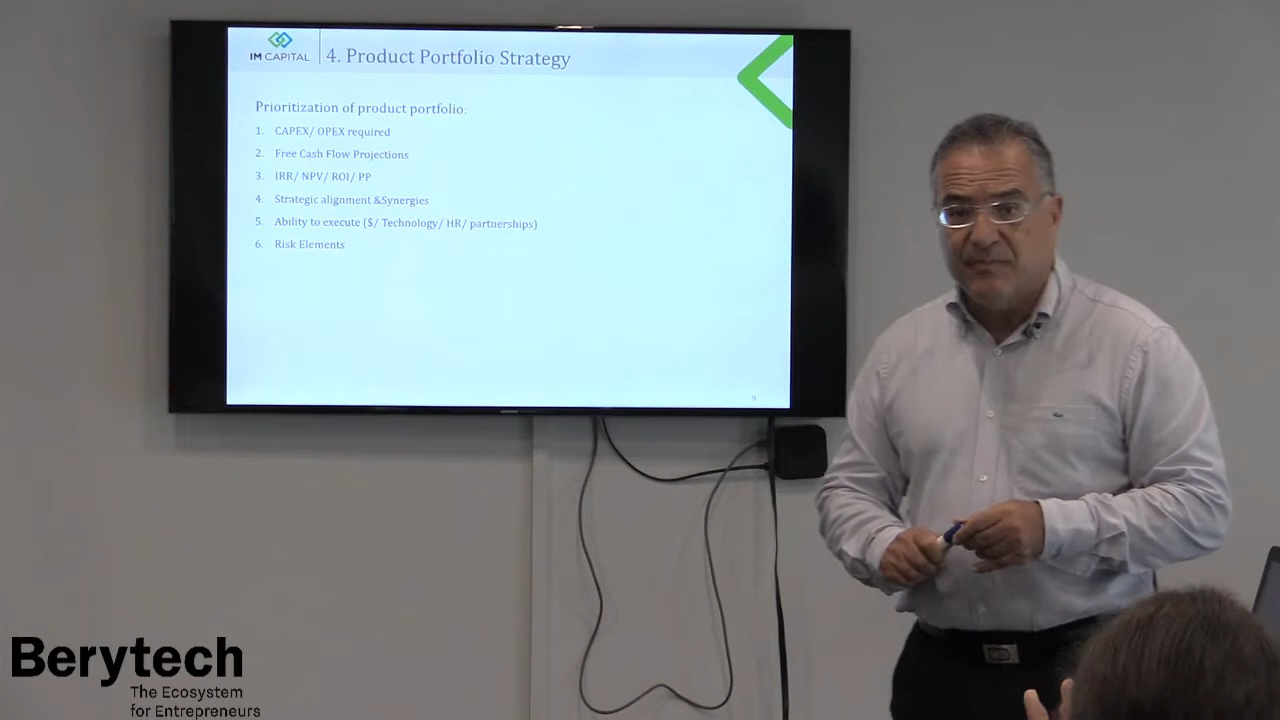 IM CAPITAL
4. Product Portfolio Strategy
Prioritization of product portfolio:
1. CAPEX/ OPEX required
2. Free Cash Flow Projections
3. IRR/ NPV/ ROI/ PP
4. Strategic alignment &Synergies
5. Ability to execute ($/ Technology/ HR/ partnerships)
6. Risk Elements
9
Berytech
The Ecosystem
for Entrepreneurs